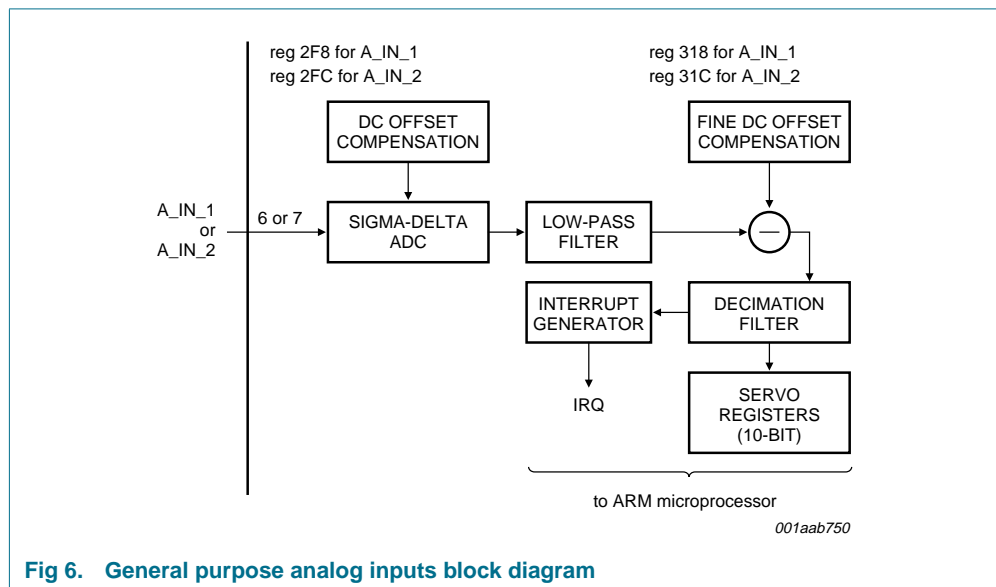 reg 2F8 for A_IN_1
reg 2FC for A_IN_2
reg 318 for A_IN_1
reg 31C for A_IN_2
DC OFFSET
COMPENSATION
FINE DC OFFSET
COMPENSATION
A_IN_1
or
A_IN_2
6 or 7
SIGMA-DELTA
ADC
LOW-PASS
FILTER
—
INTERRUPT
GENERATOR
DECIMATION
FILTER
IRQ
SERVO
REGISTERS
(10-BIT)
to ARM microprocessor
001aab750
Fig 6. General purpose analog inputs block diagram